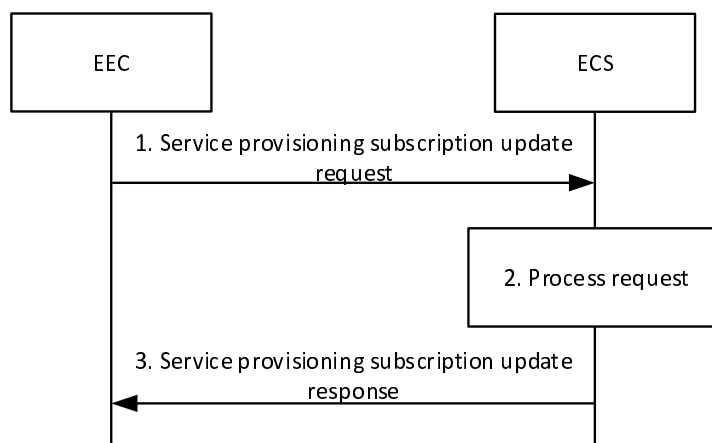 EEC
ECS
1. Service provisioning subscription update
request
2. Process request
3. Service provisioning subscription update
response